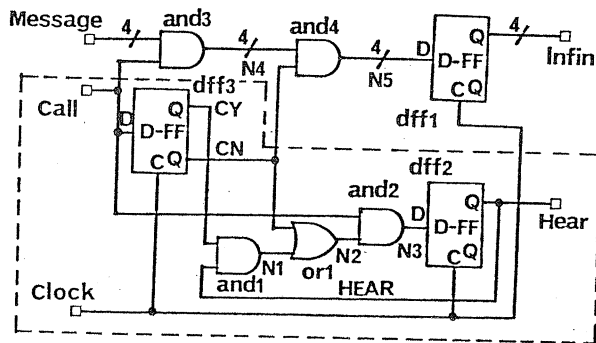 Message
4
and3
4
N4
and4
4
N5
D
Q
D-FF
C Q
dff1
4
Infin
Call
dff3
D
Q
D-FF
C Q
CY
CN
and2
dff2
D
Q
D-FF
C Q
N3
Hear
and1
N1
or1
N2
HEAR
Clock